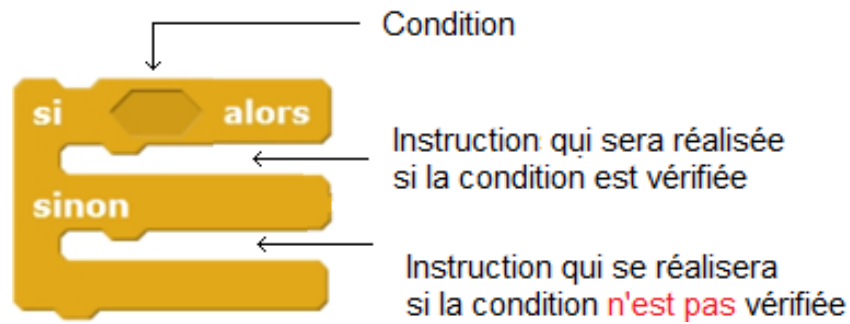 Condition
si alors
Instruction qui sera réalisée
si la condition est vérifiée
sinon
Instruction qui se réalisera
si la condition n'est pas vérifiée